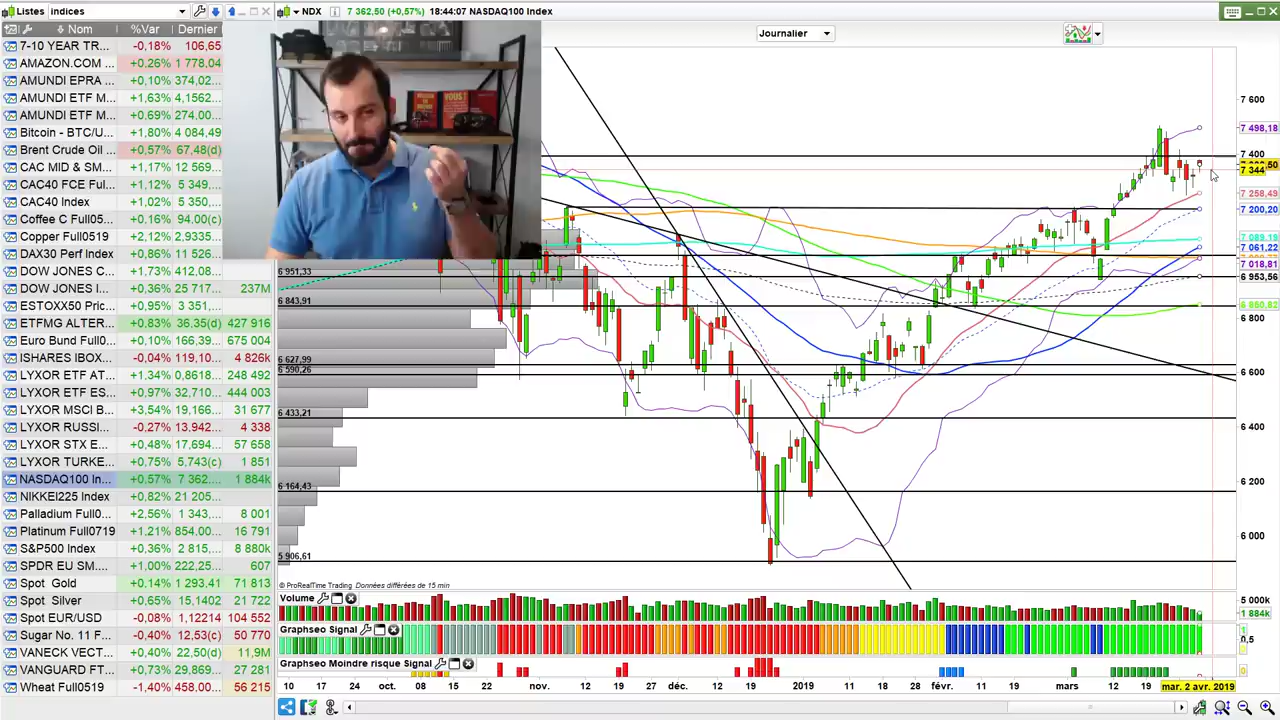 Listes indices
NDX 7 362,50 (+0,57%) 18:44:07 NASDAQ100 Index
Nom %Var Dernier
7-10 YEAR TR... -0,18% 106,65
AMAZON.COM ... +0.26% 1 778,04
AMUNDI EPRA ... +0,10% 374,02...
AMUNDI ETF M... +1,63% 4,1562...
AMUNDI ETF M... +0.69% 274.00...
Bitcoin - BTC/U... +1,80% 4 084,49
Brent Crude Oil ... +0,57% 67,48(d)
CAC MID & SM... +1,17% 12 569...
CAC40 FCE Ful... +1,12% 5 349,...
CAC40 Index +1,02% 5 350,...
Coffee C Full05... +0,16% 94.00(c)
Copper Full0519 +2,12% 2,9335...
DAX30 Perf Index +0,86% 11 526...
DOW JONES C... +1,73% 412,08...
DOW JONES I... +0,36% 25 717... 237M
ESTOXX50 Pric... +0,95% 3 351,...
ETFMG ALTER... +0,83% 36,35(d) 427 916
Euro Bund Full0... +0,10% 166,39... 675 004
ISHARES IBOX... -0,04% 119,10... 4 826k
LYXOR ETF AT... +1,34% 0,8618... 248 492
LYXOR ETF ES... +0,97% 32,710... 444 003
LYXOR MSCI B... +3,54% 19,166... 31 677
LYXOR RUSSI... -0,27% 13,942... 4 338
LYXOR STX E... +0,48% 17,694... 57 658
LYXOR TURKE... +0,75% 5,743(c) 1 851
NASDAQ100 In... +0,57% 7 362,... 1 884k
NIKKEI225 Index +0,82% 21 205...
Palladium Full0... +2,56% 1 343,... 8 001
Platinum Full0719 +1.21% 854,00... 16 791
S&P500 Index +0,36% 2 815,... 8 880k
SPDR EU SM... +1.00% 222,25... 607
Spot Gold +0.14% 1 293,41 71 813
Spot Silver +0,65% 15,1402 21 722
Spot EUR/USD -0,08% 1,12214 104 552
Sugar No. 11 F... -0,40% 12,53(c) 50 770
VANECK VECT... +0,40% 22,50(d) 11,9M
VANGUARD FT... +0,73% 29,869... 27 281
Wheat Full0519 -1,40% 458,00... 56 215
Journalier
7 600
7 498,18
7 400
7 344
7 258,49
7 200,20
7 089,19
7 061,22
7 018,81
6 953,56
6 860,82
6 800
6 600
6 400
6 200
6 000
6 951,33
6 843,91
6 627,99
6 590,26
6 433,21
6 164,43
5 906,61
© ProRealTime Trading Données différées de 15 min
Volume
5 000k
1 884k
Graphseo Signal
1
0,5
Graphseo Moindre risque Signal
0
10 17 24 oct. 08 15 22 nov. 12 19 27 déc. 12 19 2019 11 18 28 févr. 11 19 mars 12 19 mar. 2 avr. 2019